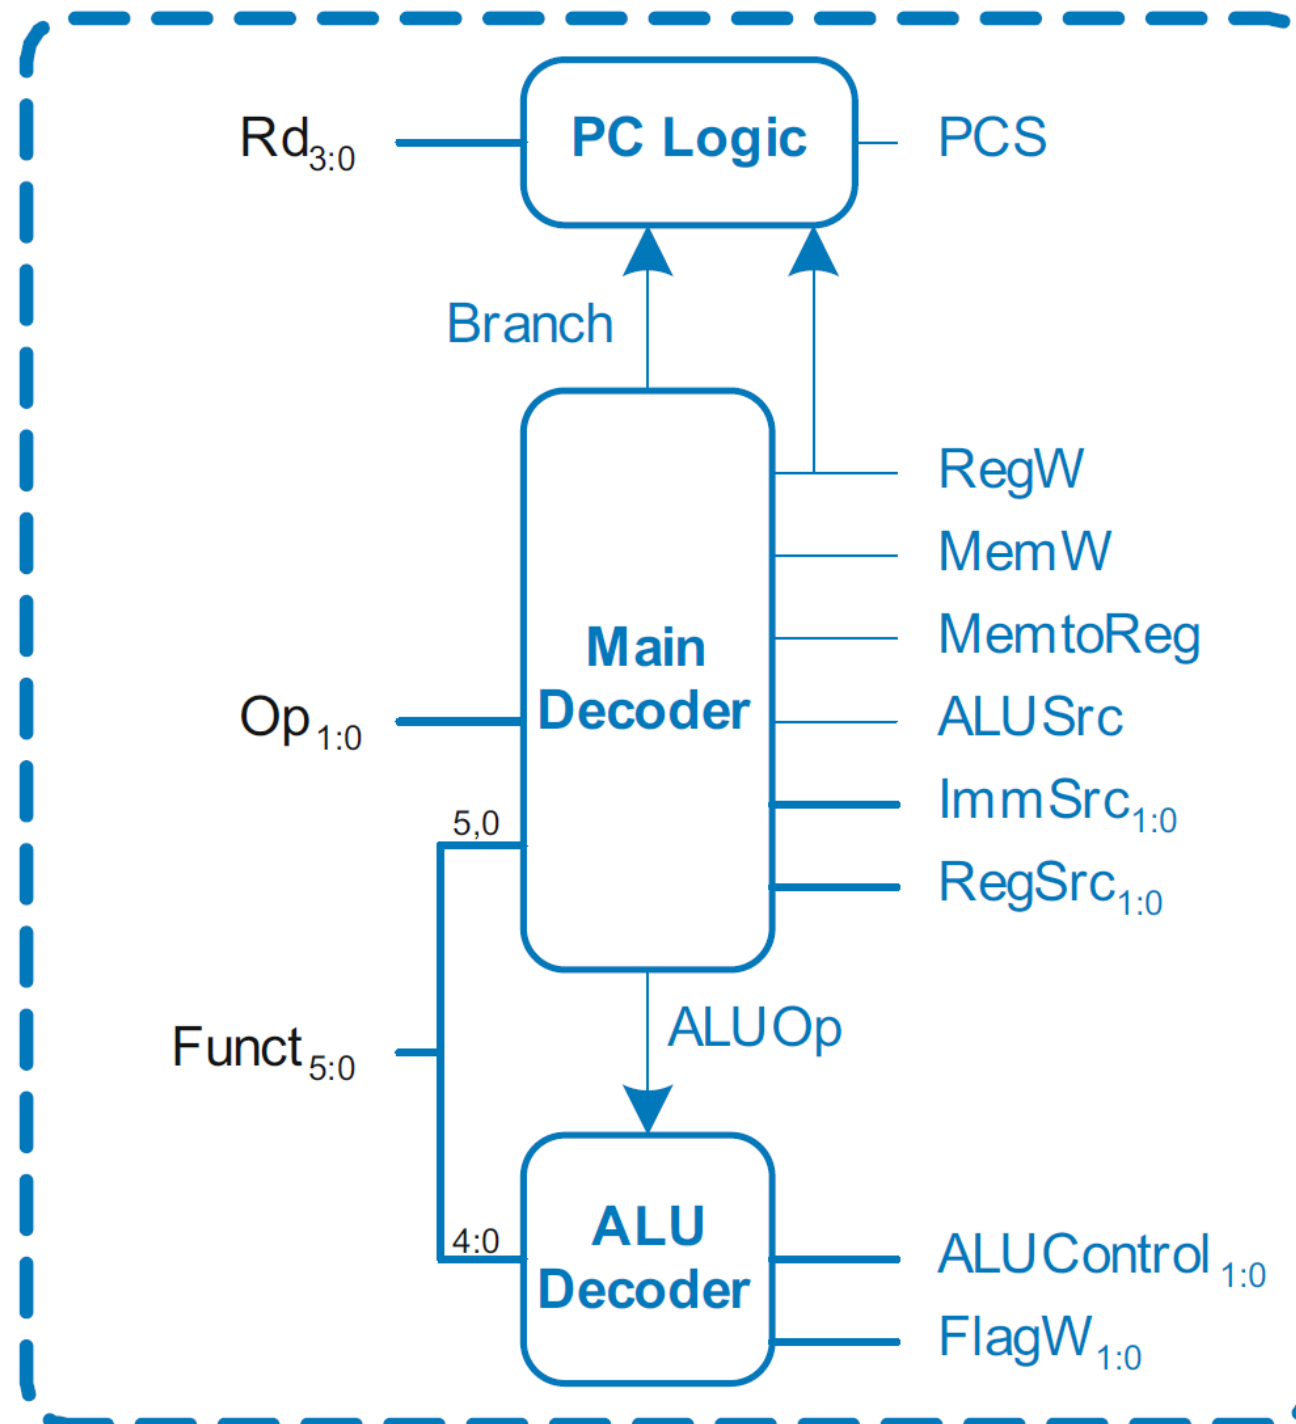 Rd3:0
PC Logic
PCS
Branch
RegW
MemW
MemtoReg
Main
Decoder
Op1:0
ALUSrc
5,0
ImmSrc1:0
RegSrc1:0
ALUOp
Funct5:0
4:0
ALU
Decoder
ALUControl1:0
FlagW1:0